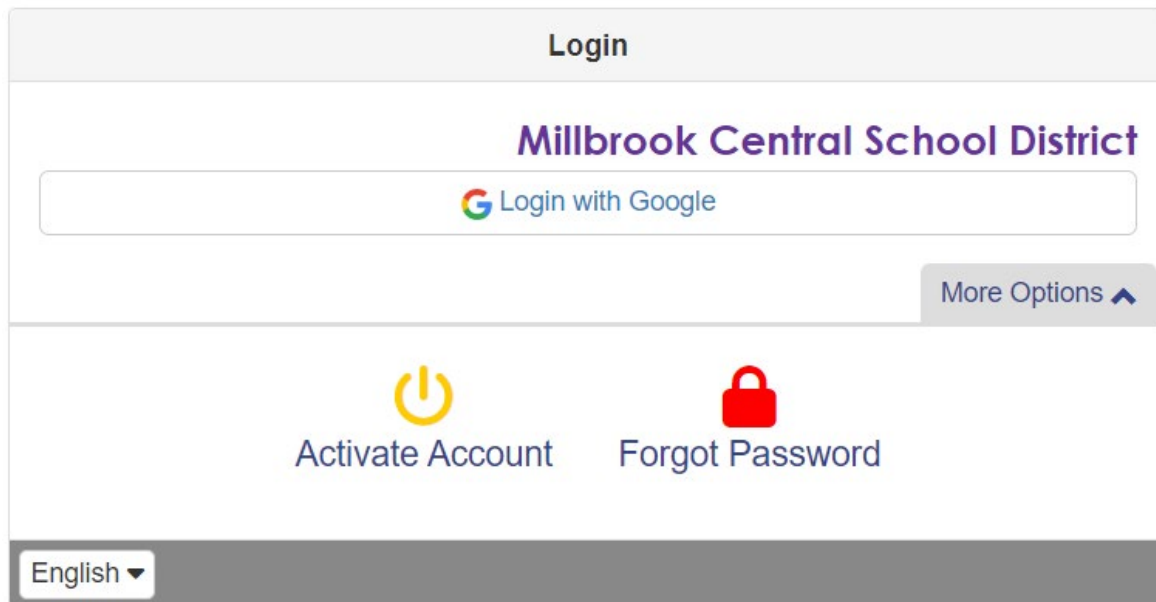 Login
Millbrook Central School District
Login with Google
More Options
Activate Account
Forgot Password
English